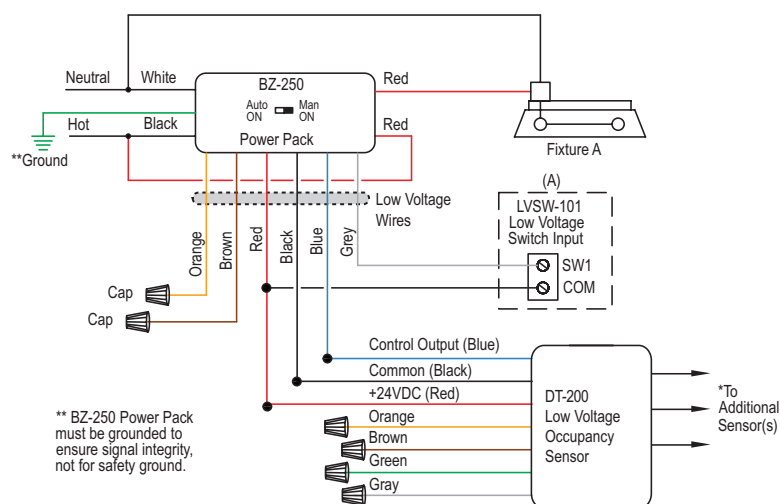 Neutral
White
BZ-250
Auto
ON
Man
ON
Power Pack
Red
Red
Hot
Black
**Ground
Fixture A
Low Voltage
Wires
(A)
LVSW-101
Low Voltage
Switch Input
SW1
COM
Orange
Brown
Red
Black
Blue
Grey
Cap
Cap
Control Output (Blue)
Common (Black)
+24VDC (Red)
Orange
Brown
Green
Gray
DT-200
Low Voltage
Occupancy
Sensor
*To
Additional
Sensor(s)
** BZ-250 Power Pack
must be grounded to
ensure signal integrity,
not for safety ground.